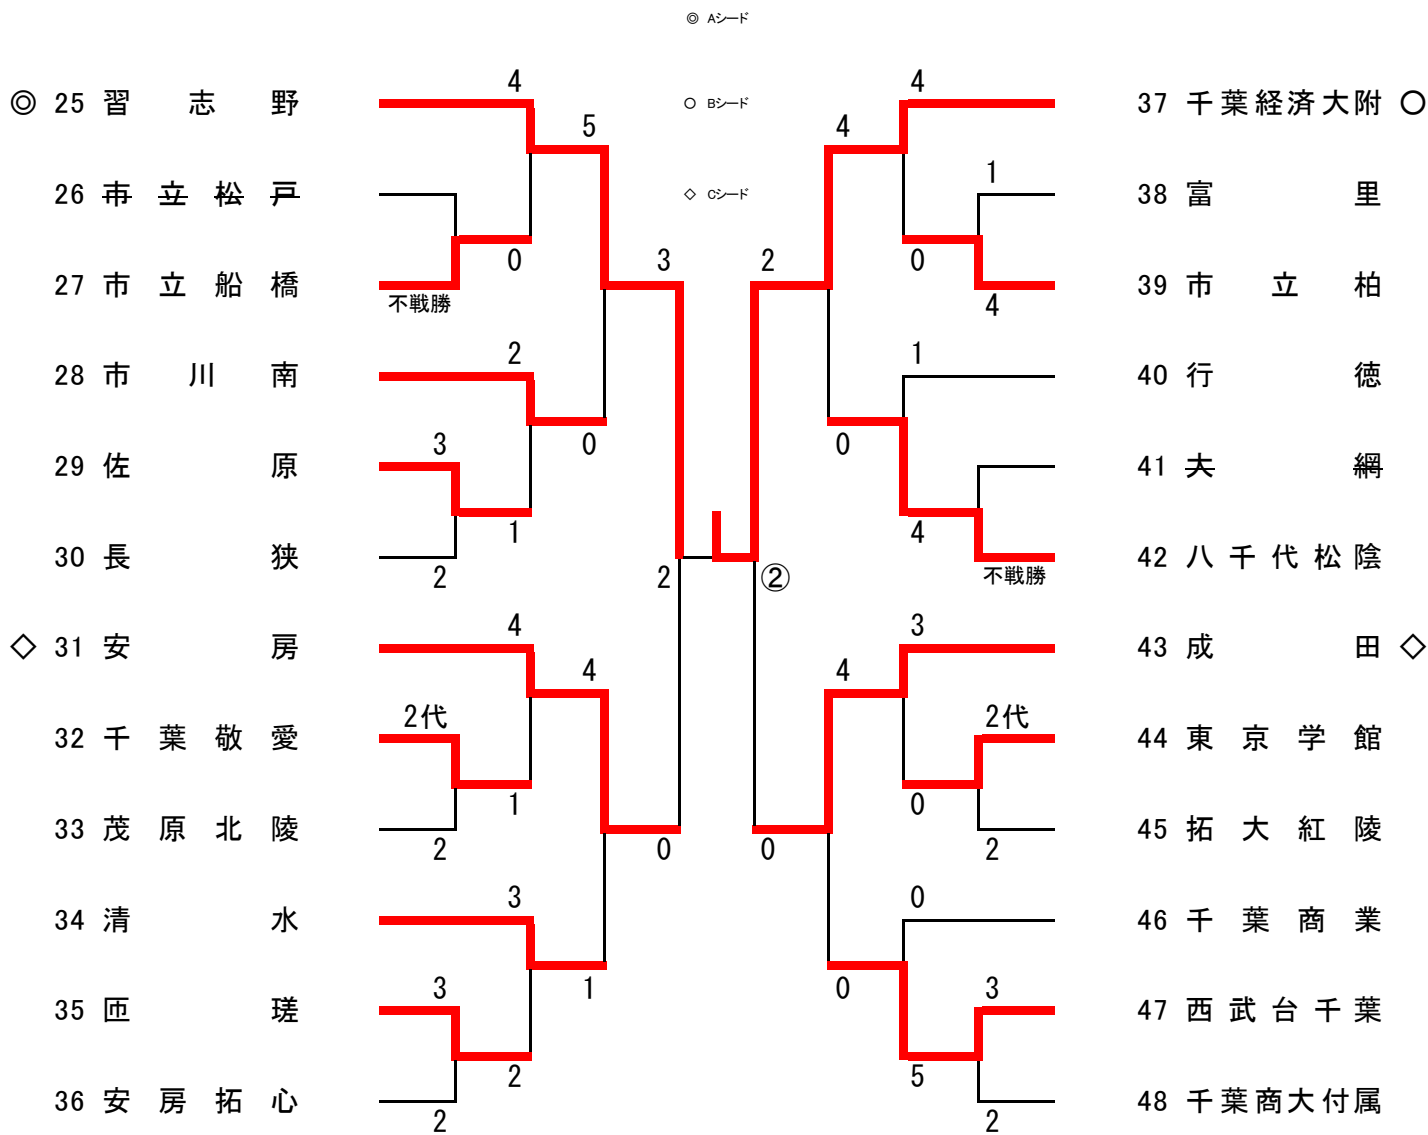 ◎ Aシード
○ Bシード
◇ Cシード
◎ 25 習志野
26 市立松戸
27 市立船橋
不戦勝
28 市川南
29 佐原
30 長狭
◇ 31 安房
32 千葉敬愛
33 茂原北陵
34 清水
35 匝瑳
36 安房拓心
4
0
2
3
1
2
4
2代
1
2
3
3
2
2
5
0
4
1
3
0
2
②
2
0
4
0
4
0
4
0
1
4
3
0
0
5
1
4
不戦勝
2代
2
3
2
37 千葉経済大附 ○
38 富里
39 市立柏
40 行徳
41 大網
42 八千代松陰
43 成田 ◇
44 東京学館
45 拓大紅陵
46 千葉商業
47 西武台千葉
48 千葉商大付属